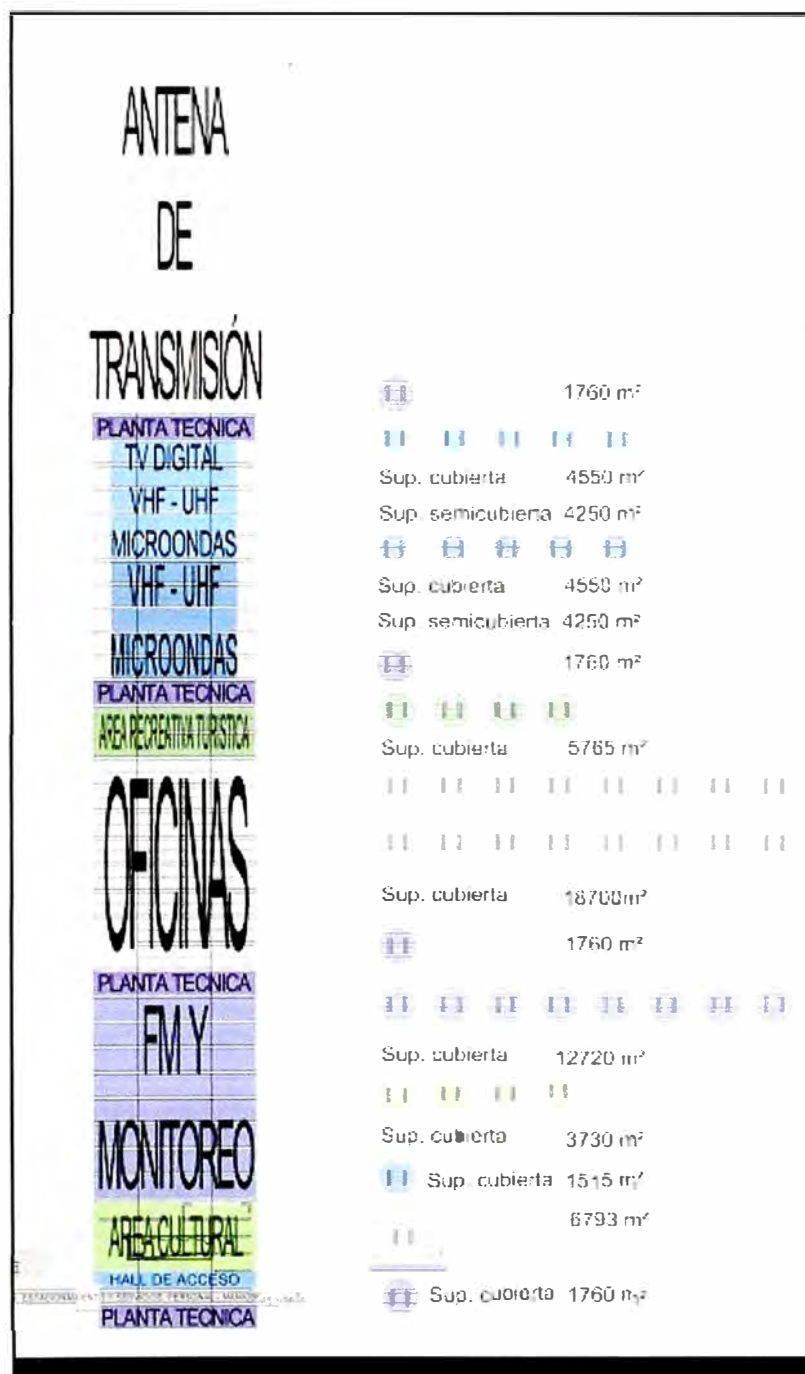 ANTENA
DE
TRANSMISIÓN
PLANTA TECNICA
TV DIGITAL
VHF - UHF
MICROONDAS
VHF - UHF
MICROONDAS
PLANTA TECNICA
AREA RECREATIVA TURISTICA
OFICINAS
PLANTA TECNICA
FM Y
MONITOREO
AREA CULTURAL
HALL DE ACCESO
PLANTA TECNICA
1760 m²
Sup. cubierta 4550 m²
Sup. semicubierta 4250 m²
Sup. cubierta 4550 m²
Sup. semicubierta 4250 m²
1760 m²
Sup. cubierta 5765 m²
Sup. cubierta 18700m²
1760 m²
Sup. cubierta 12720 m²
Sup. cubierta 3730 m²
Sup. cubierta 1515 m²
6793 m²
Sup. cubierta 1760 m²